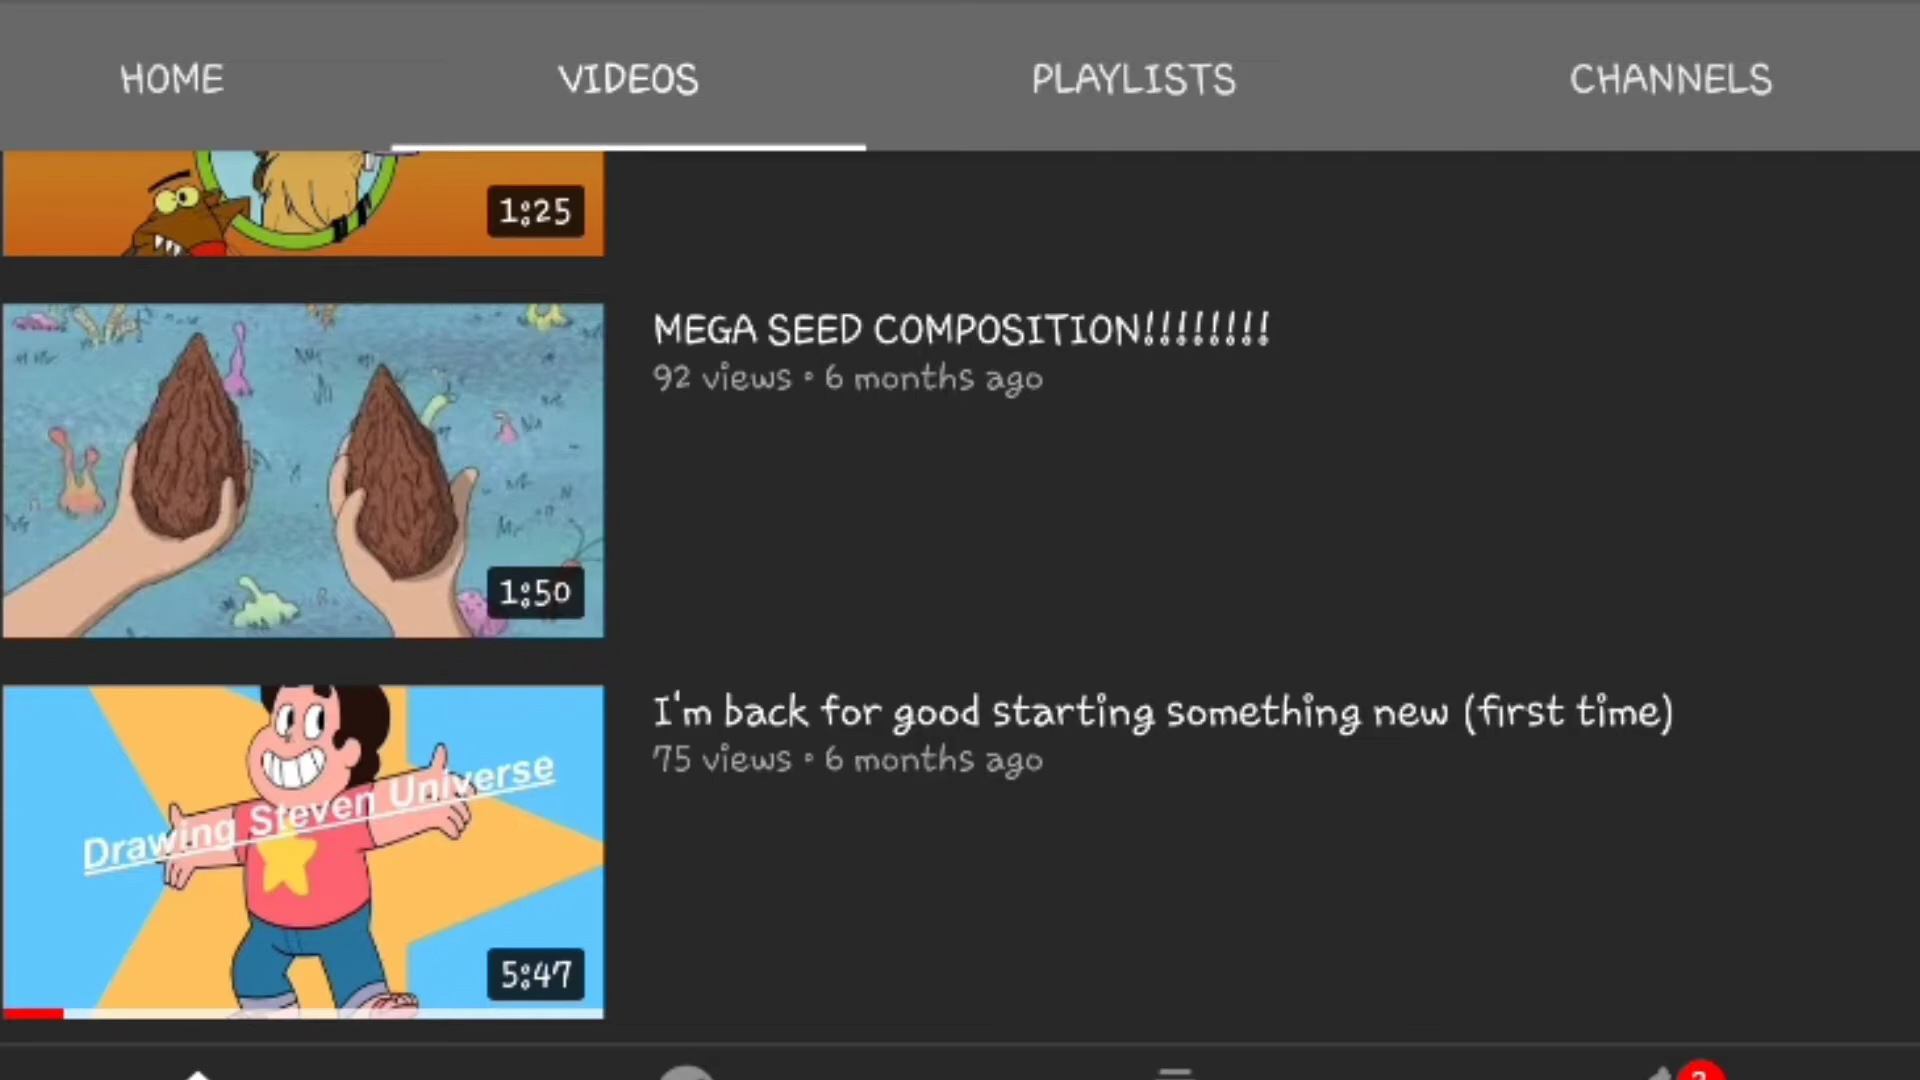 HOME VIDEOS PLAYLISTS CHANNELS
1:25
MEGA SEED COMPOSITION!!!!!!!!
92 views • 6 months ago
1:50
I'm back for good starting something new (first time)
75 views • 6 months ago
Drawing Steven Universe
5:47